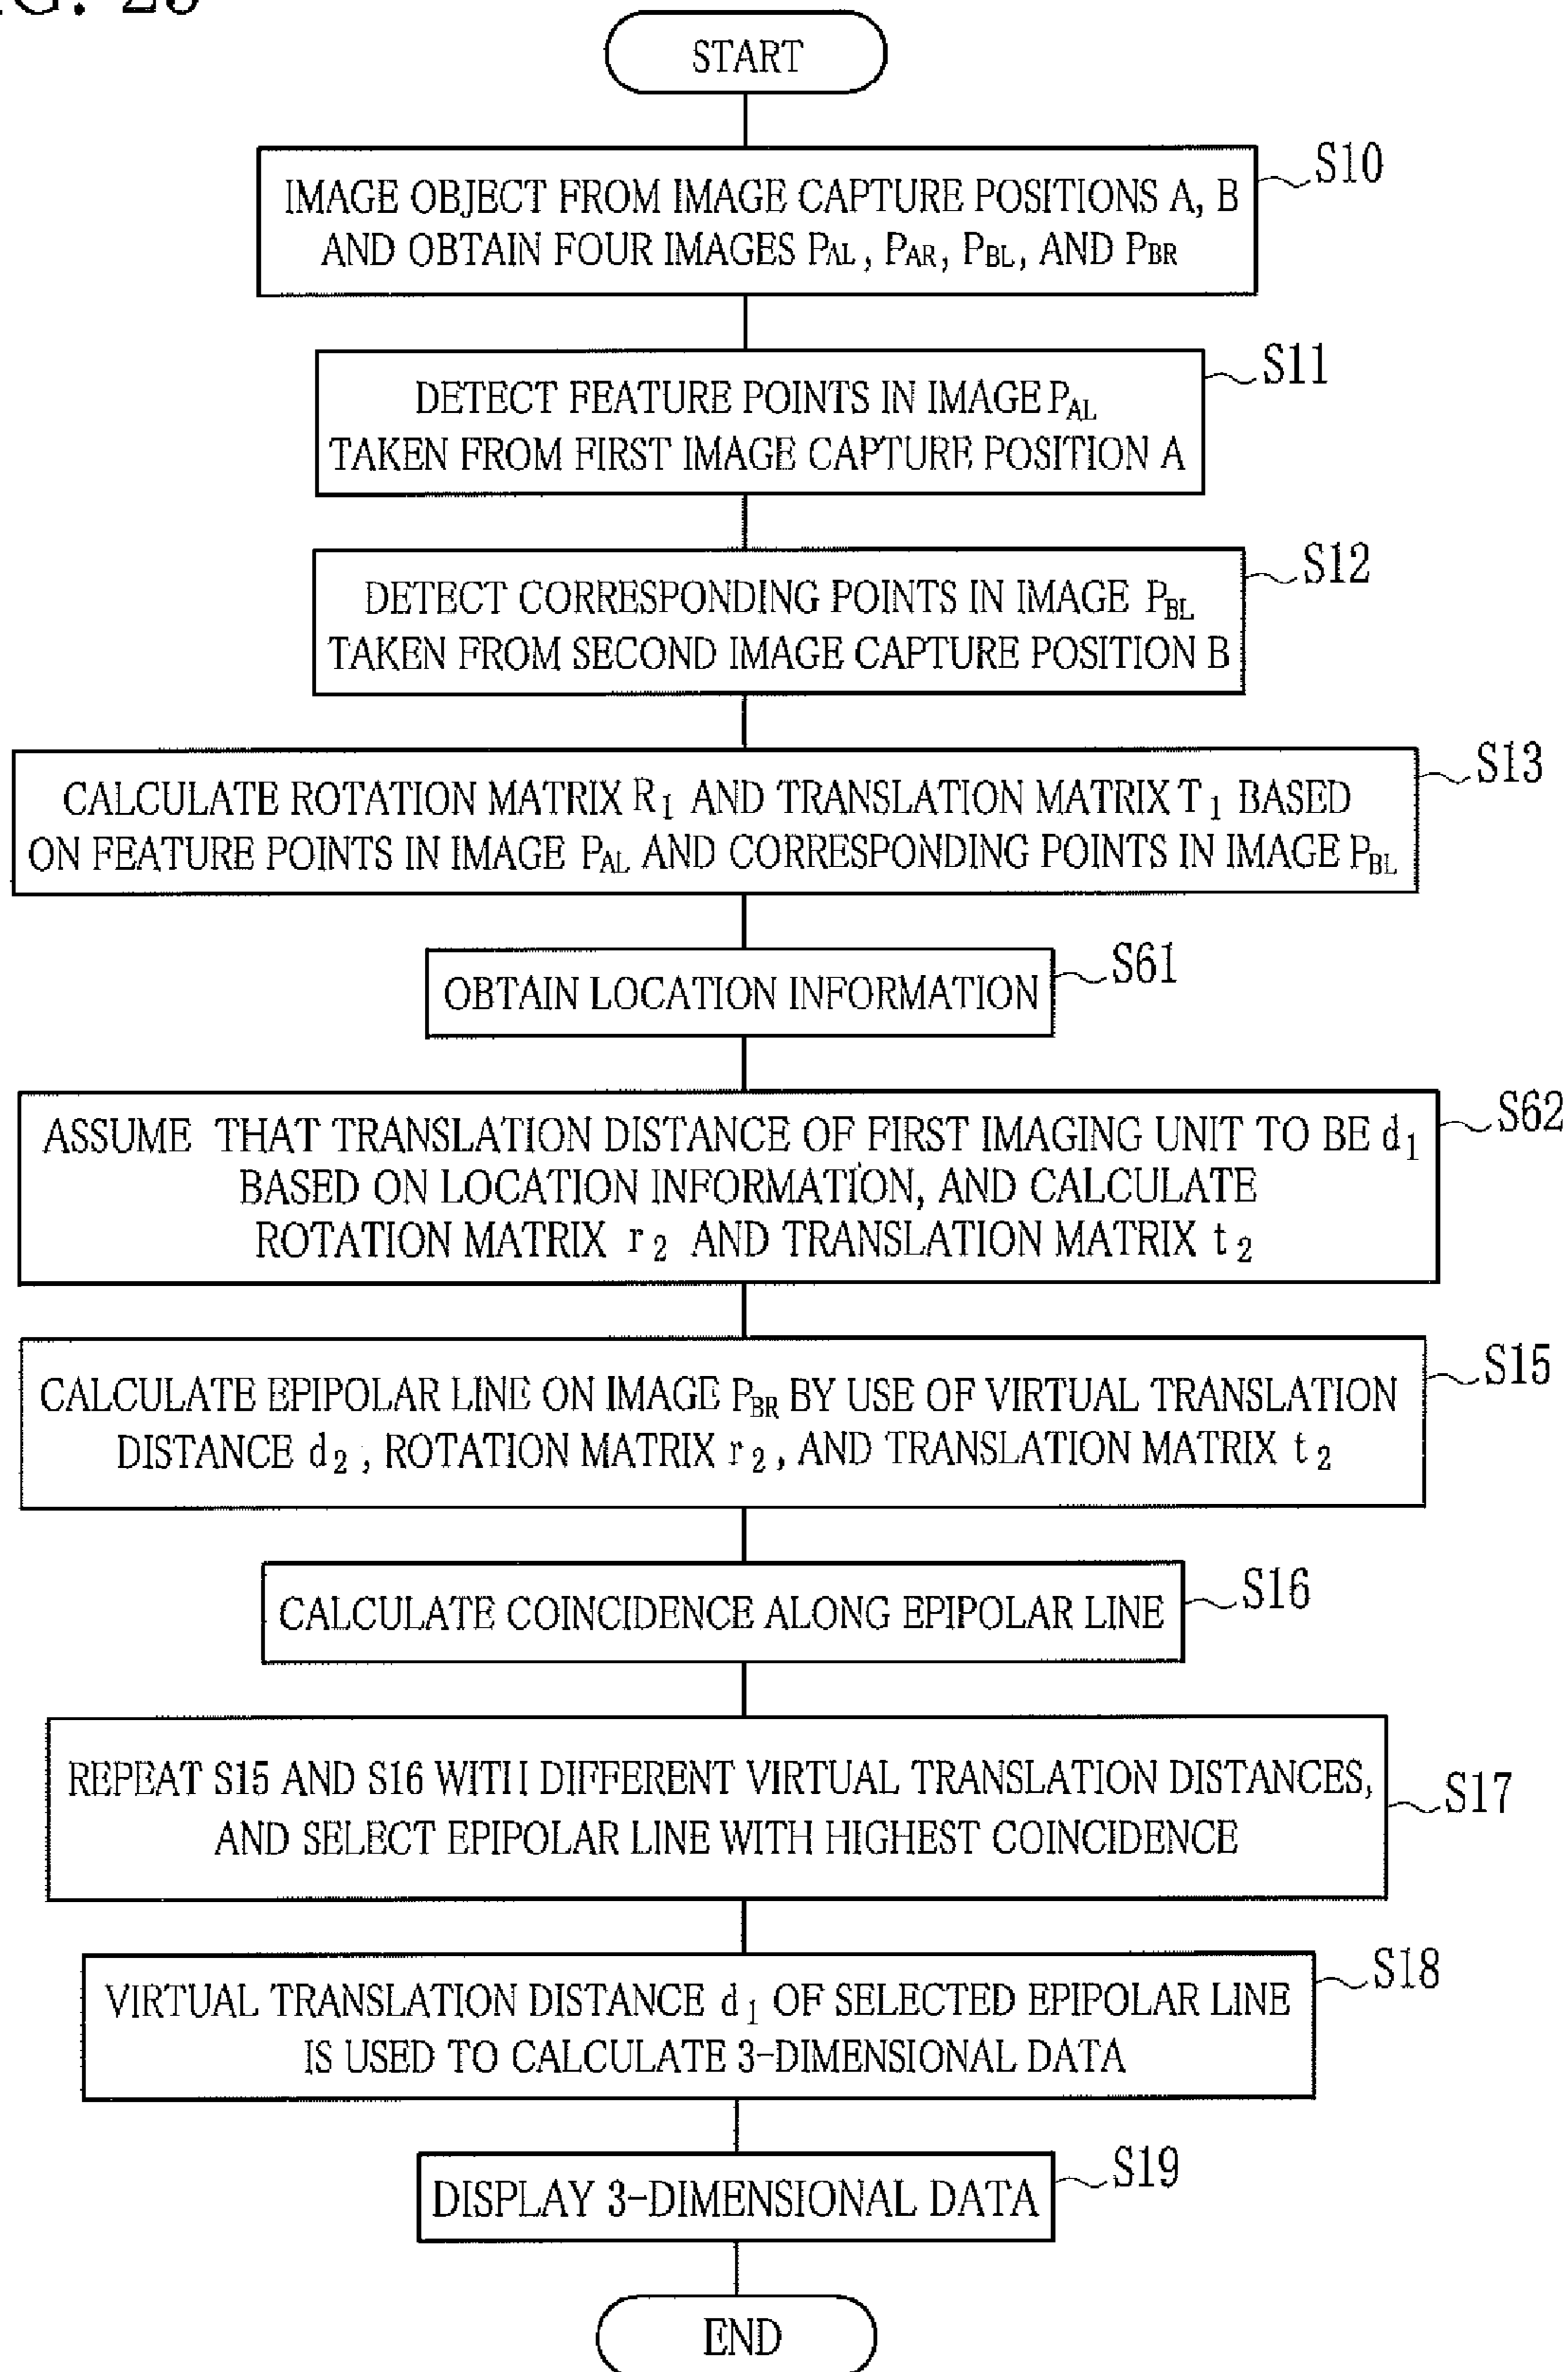 START
S10
IMAGE OBJECT FROM IMAGE CAPTURE POSITIONS A, B
AND OBTAIN FOUR IMAGES PAL, PAR, PBL, AND PBR
S11
DETECT FEATURE POINTS IN IMAGE PAL
TAKEN FROM FIRST IMAGE CAPTURE POSITION A
S12
DETECT CORRESPONDING POINTS IN IMAGE PBL
TAKEN FROM SECOND IMAGE CAPTURE POSITION B
S13
CALCULATE ROTATION MATRIX R1 AND TRANSLATION MATRIX T1 BASED
ON FEATURE POINTS IN IMAGE PAL AND CORRESPONDING POINTS IN IMAGE PBL
S61
OBTAIN LOCATION INFORMATION
S62
ASSUME THAT TRANSLATION DISTANCE OF FIRST IMAGING UNIT TO BE d1
BASED ON LOCATION INFORMATION, AND CALCULATE
ROTATION MATRIX r2 AND TRANSLATION MATRIX t2
S15
CALCULATE EPIPOLAR LINE ON IMAGE PBR BY USE OF VIRTUAL TRANSLATION
DISTANCE d2, ROTATION MATRIX r2, AND TRANSLATION MATRIX t2
S16
CALCULATE COINCIDENCE ALONG EPIPOLAR LINE
S17
REPEAT S15 AND S16 WITH DIFFERENT VIRTUAL TRANSLATION DISTANCES,
AND SELECT EPIPOLAR LINE WITH HIGHEST COINCIDENCE
S18
VIRTUAL TRANSLATION DISTANCE d1 OF SELECTED EPIPOLAR LINE
IS USED TO CALCULATE 3-DIMENSIONAL DATA
S19
DISPLAY 3-DIMENSIONAL DATA
END